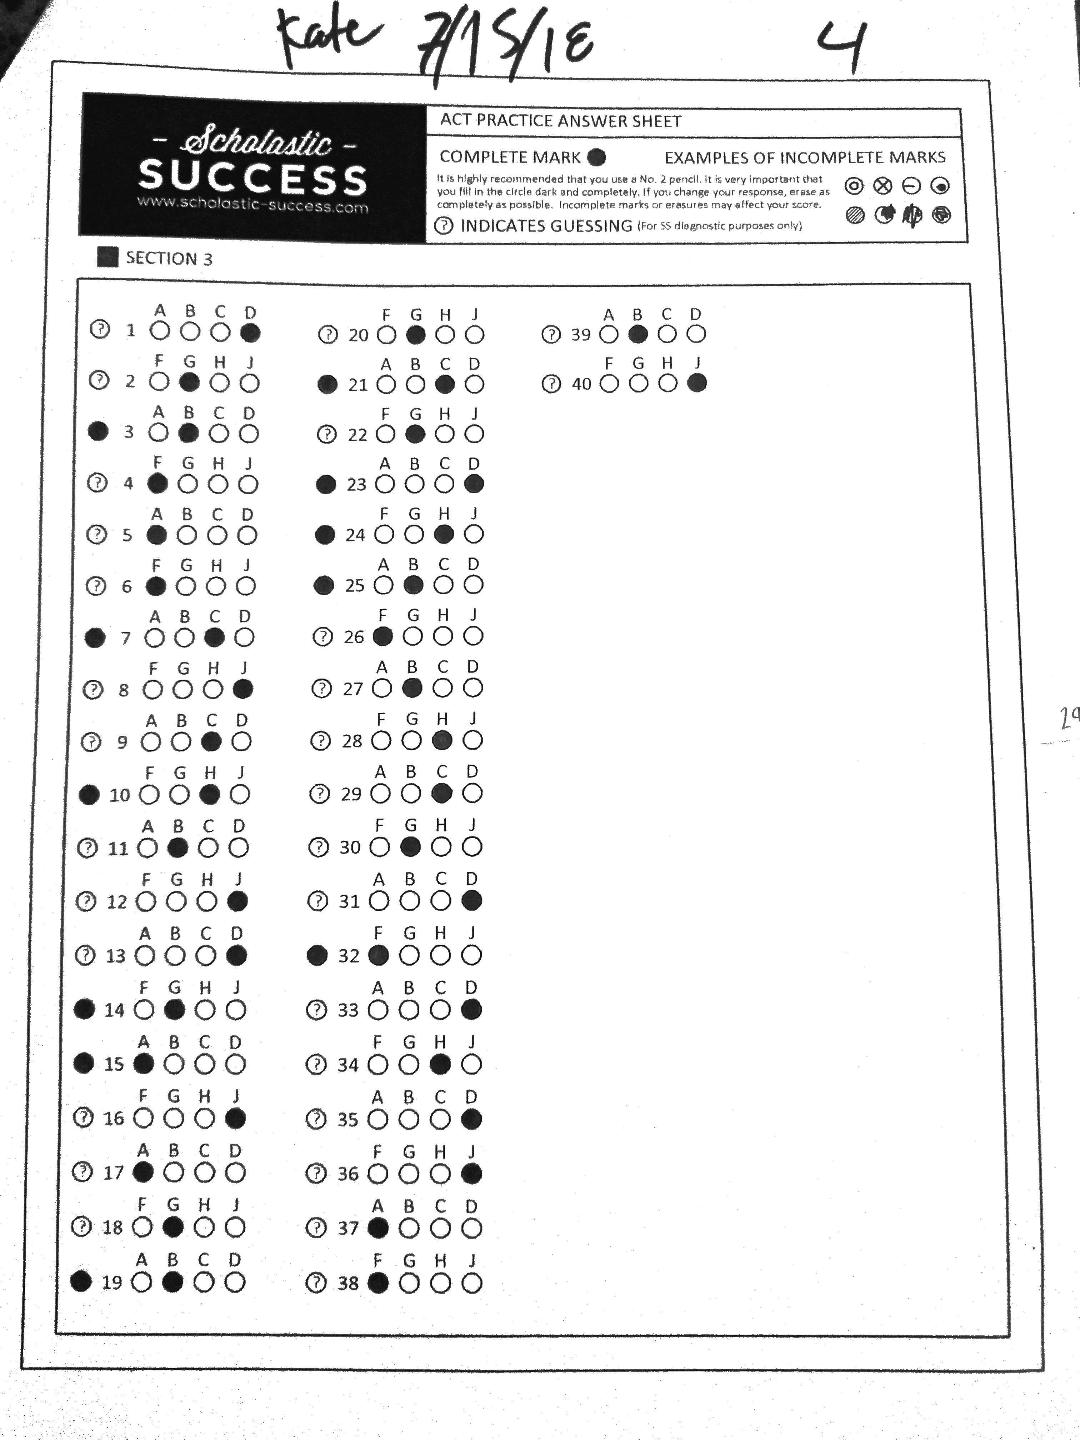 Kate 7/15/18 4
- Scholastic -
SUCCESS
www.scholastic-success.com
ACT PRACTICE ANSWER SHEET
COMPLETE MARK EXAMPLES OF INCOMPLETE MARKS
It is highly recommended that you use a No. 2 pencil. It is very important that
you fill in the circle dark and completely. If you change your response, erase as
completely as possible. Incomplete marks or erasures may affect your score.
? INDICATES GUESSING (For SS diagnostic purposes only)
SECTION 3
A B C D
? 1
F G H J
? 2
A B C D
3
F G H J
? 4
A B C D
? 5
F G H J
? 6
A B C D
7
F G H J
? 8
A B C D
? 9
F G H J
10
A B C D
? 11
F G H J
? 12
A B C D
? 13
F G H J
14
A B C D
15
F G H J
? 16
A B C D
? 17
F G H J
? 18
A B C D
19
F G H J
? 20
A B C D
21
F G H J
? 22
A B C D
23
F G H J
24
A B C D
25
F G H J
? 26
A B C D
? 27
F G H J
? 28
A B C D
? 29
F G H J
? 30
A B C D
? 31
F G H J
32
A B C D
? 33
F G H J
? 34
A B C D
? 35
F G H J
? 36
A B C D
? 37
F G H J
? 38
A B C D
? 39
F G H J
? 40